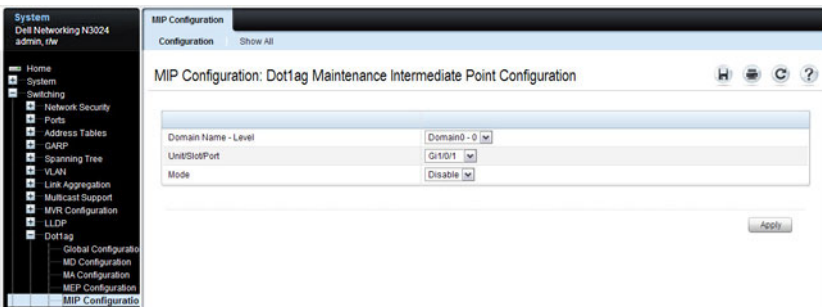 System
Dell Networking N3024
admin, r/w
Home
System
Switching
Network Security
Ports
Address Tables
GARP
Spanning Tree
VLAN
Link Aggregation
Multicast Support
MVR Configuration
LLDP
Dot1ag
Global Configuratio
MD Configuration
MA Configuration
MEP Configuration
MIP Configuratio
MIP Configuration
Configuration Show All
MIP Configuration: Dot1ag Maintenance Intermediate Point Configuration
?
Domain Name - Level Domain0 - 0
Unit/Slot/Port Gi1/0/1
Mode Disable
Apply